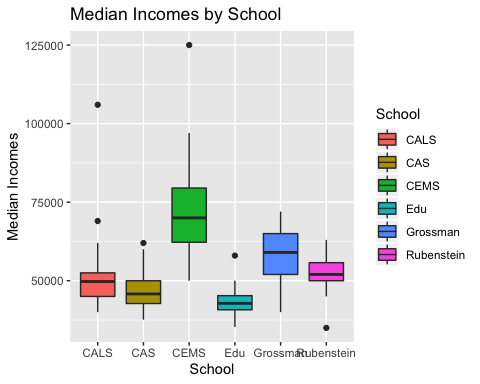 Median Incomes by School
125000
100000
75000
50000
Median Incomes
CALS CAS CEMS Edu Grossman Rubenstein
School
School
CALS
CAS
CEMS
Edu
Grossman
Rubenstein